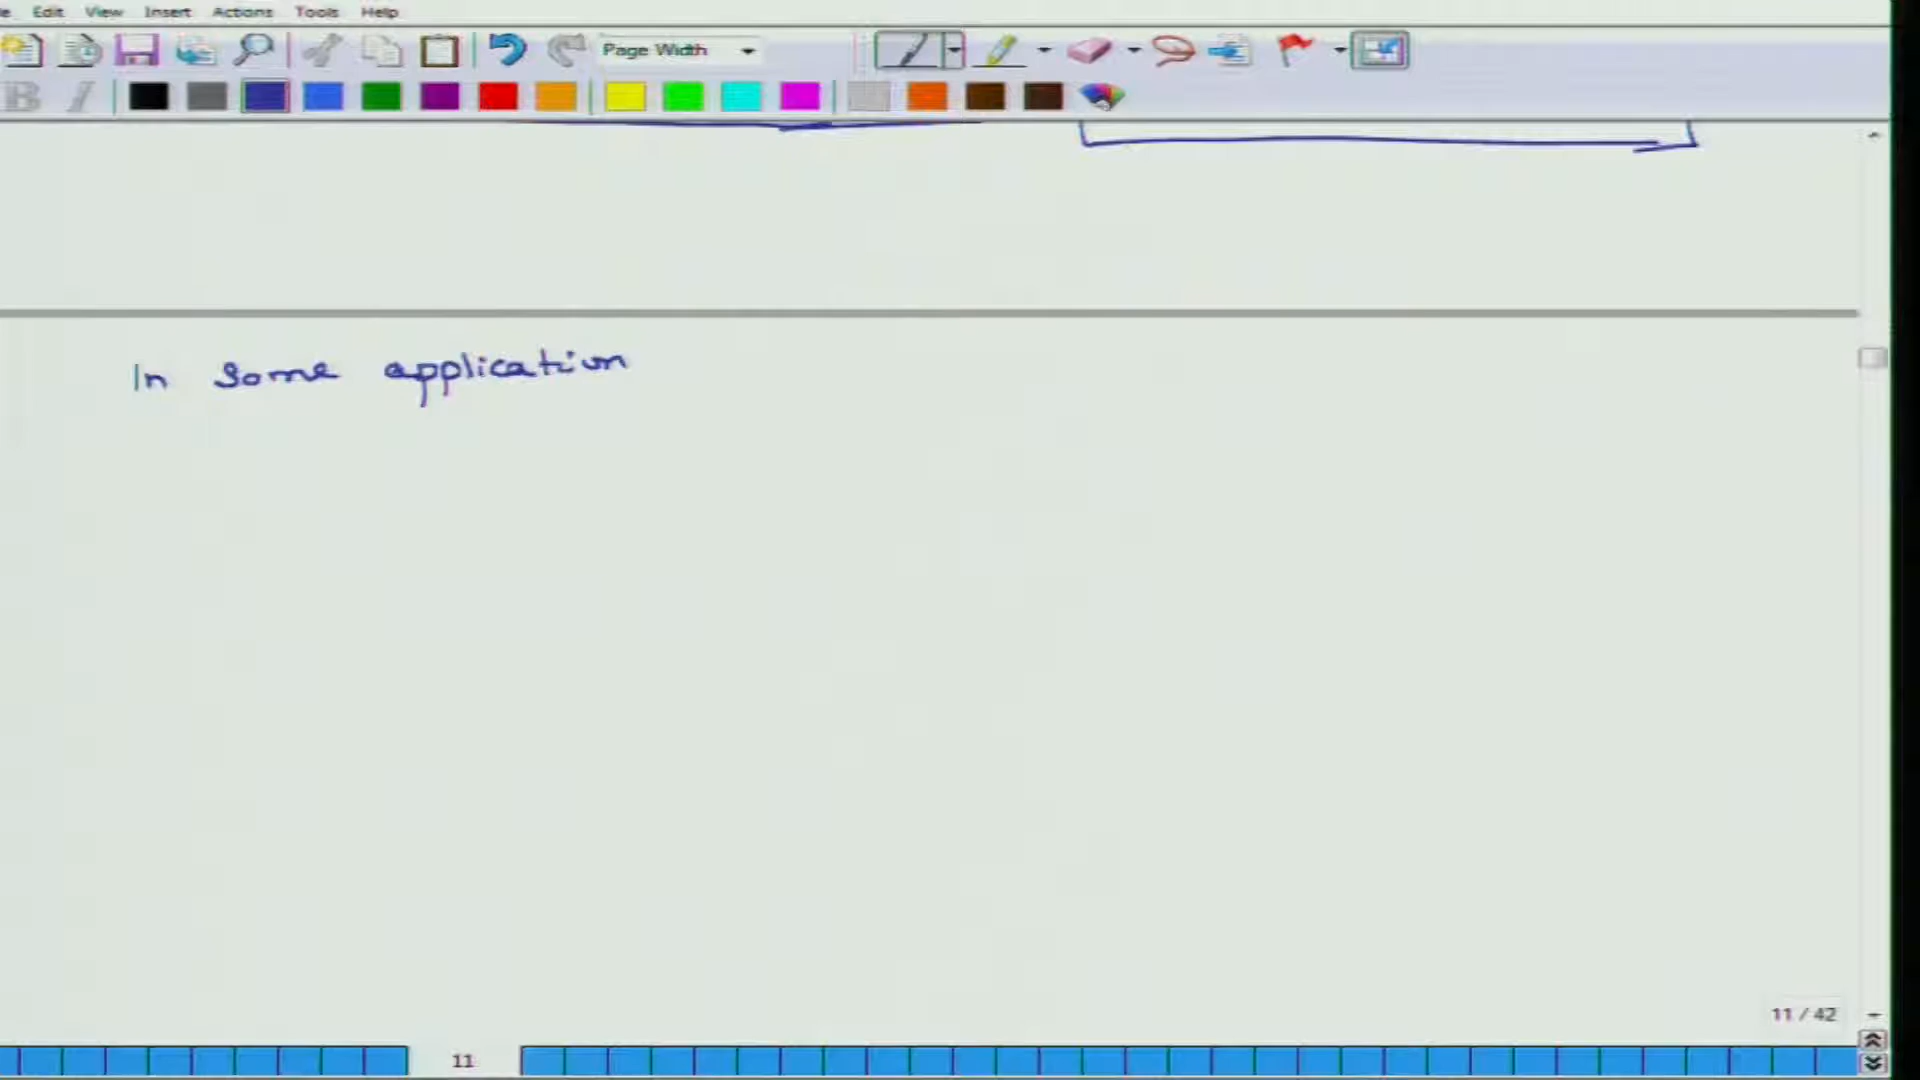 Edit View Insert Actions Tools Help
Page Width
B I
In some application
11 / 42
11